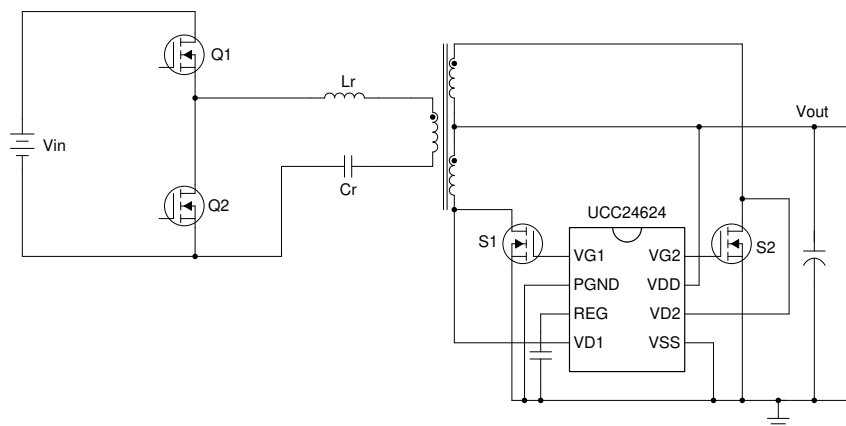 Q1
Lr
Vout
Vin
Cr
Q2
UCC24624
S1
S2
VG1 VG2
PGND VDD
REG VD2
VD1 VSS